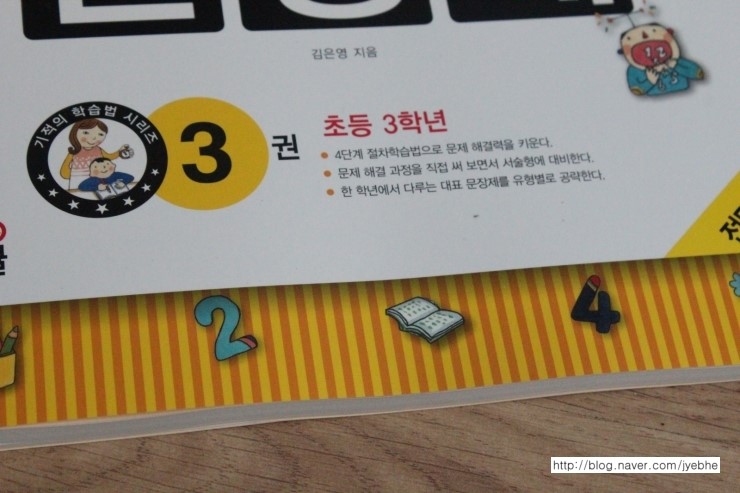 김은영 지음
1, 2
기적의 학습법 시리즈
3
권
초등 3학년
4단계 절차학습법으로 문제 해결력을 키운다.
문제 해결 과정을 직접 써 보면서 서술형에 대비한다.
한 학년에서 다루는 대표 문장제를 유형별로 공략한다.
2
4
http://blog.naver.com/jyebhe